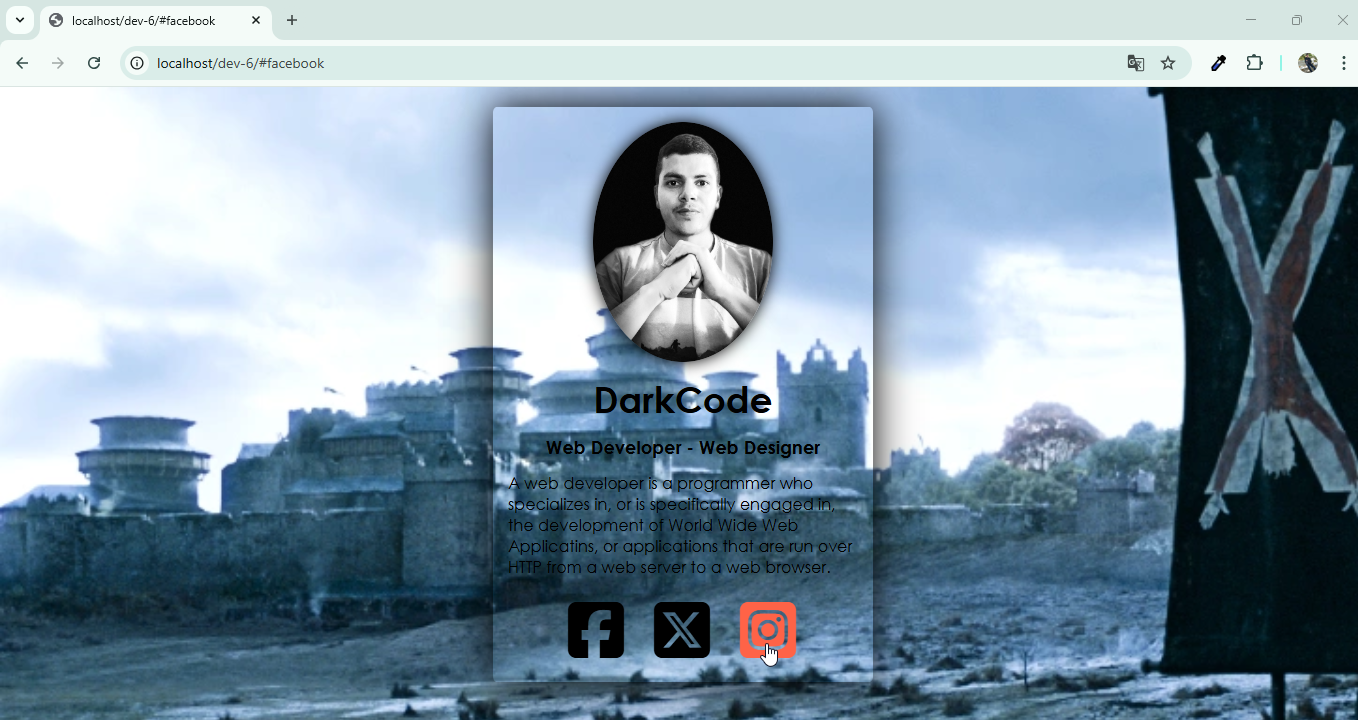 localhost/dev-6/#facebook
localhost/dev-6/#facebook
DarkCode
Web Developer - Web Designer
A web developer is a programmer who
specializes in, or is specifically engaged in,
the development of World Wide Web
Applicatins, or applications that are run over
HTTP from a web server to a web browser.